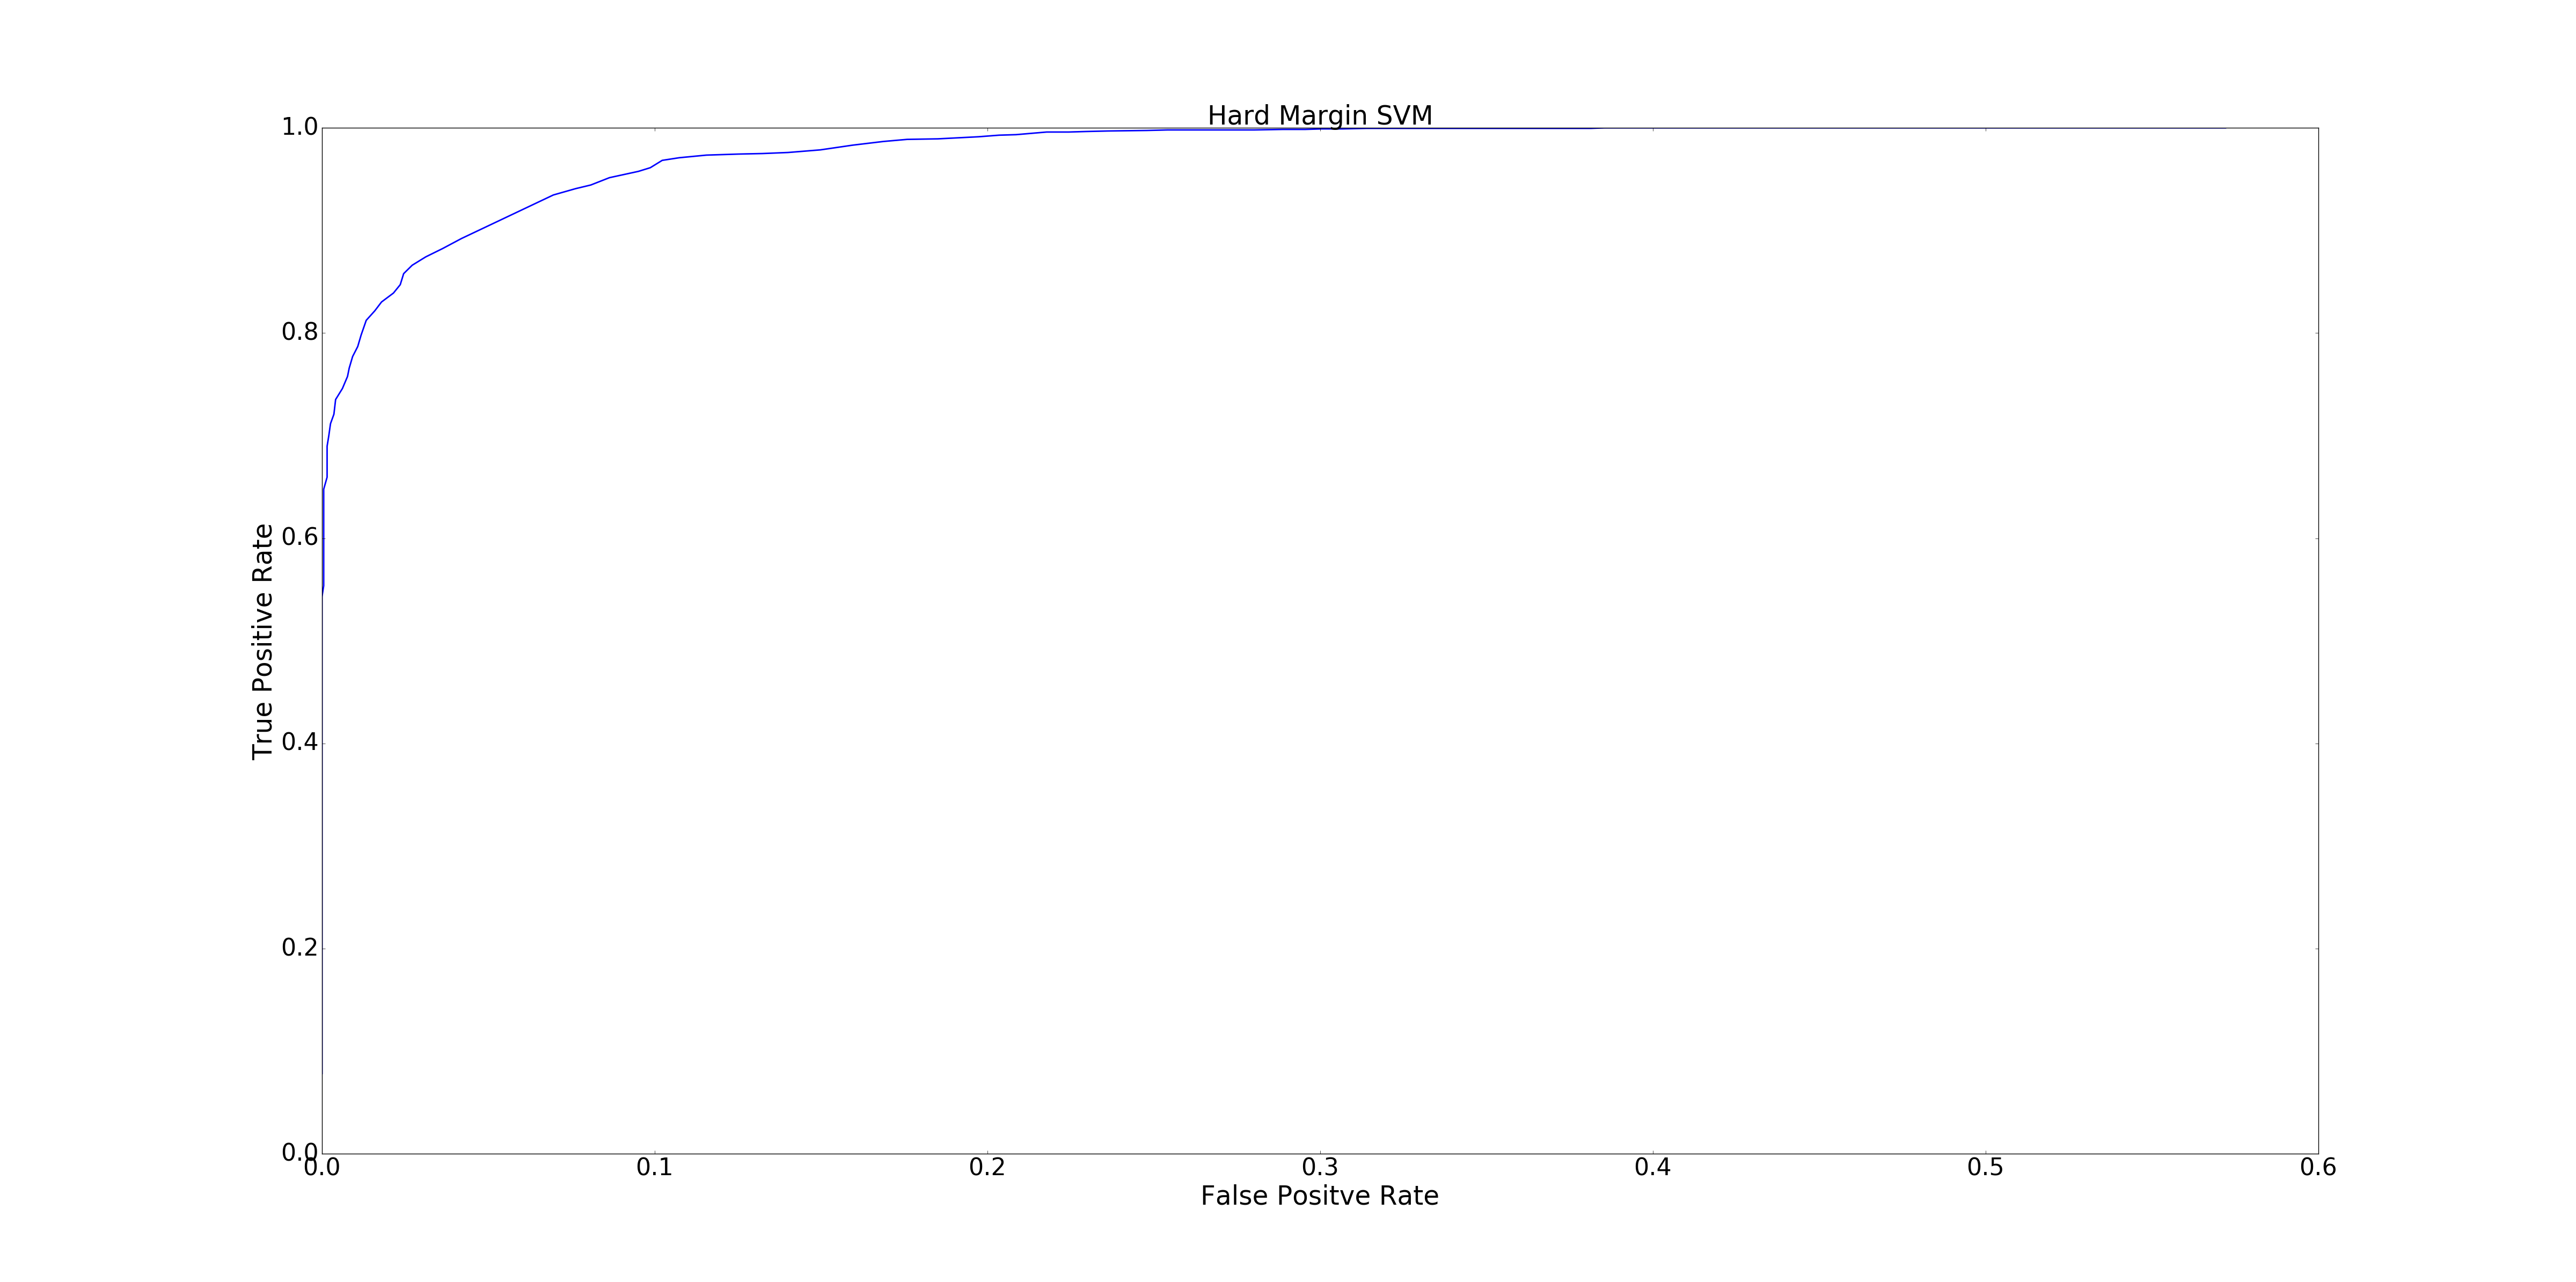 Hard Margin SVM
1.0
0.8
0.6
0.4
0.2
0.0
True Positive Rate
0.0 0.1 0.2 0.3 0.4 0.5 0.6
False Positve Rate